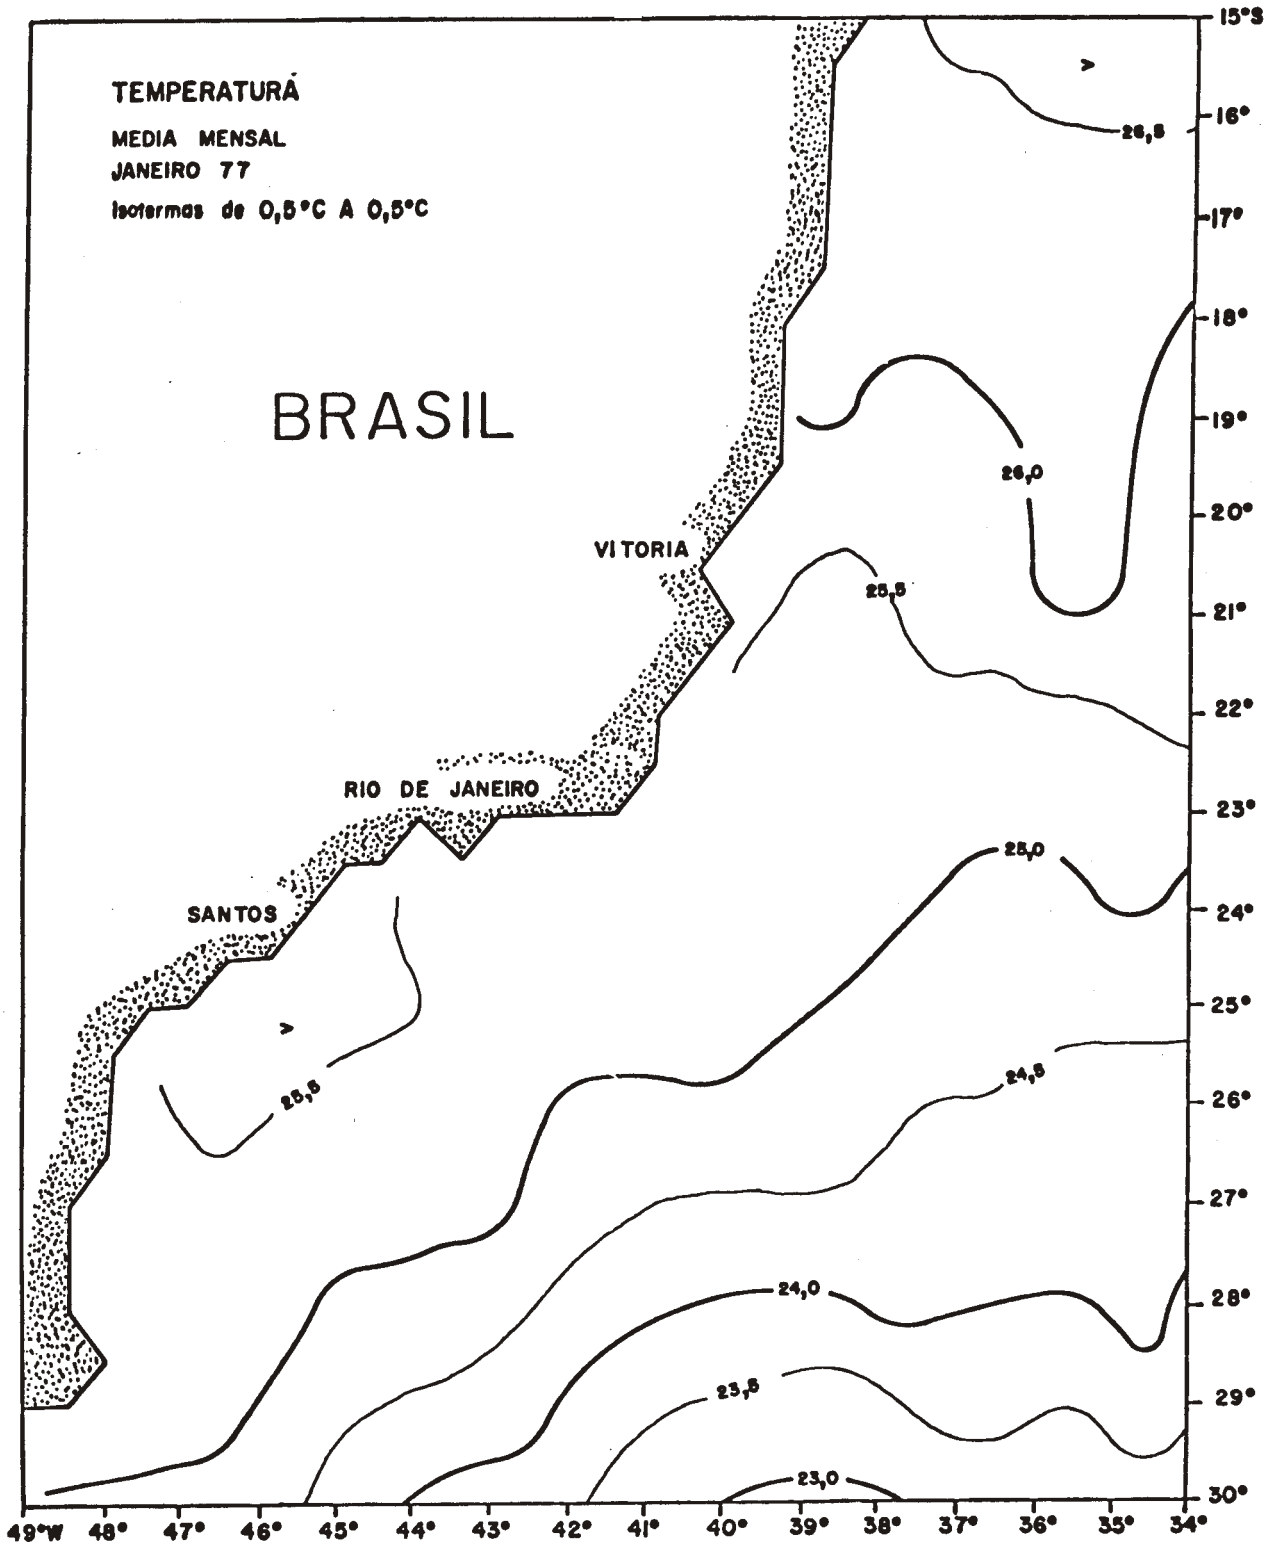 TEMPERATURA
MEDIA MENSAL
JANEIRO 77
Isotermas de 0,5°C A 0,5°C
BRASIL
VITORIA
RIO DE JANEIRO
SANTOS
>
26,5
26,0
25,5
25,0
>
25,5
24,5
24,0
23,5
23,0
15°S
16°
17°
18°
19°
20°
21°
22°
23°
24°
25°
26°
27°
28°
29°
30°
49°W 48° 47° 46° 45° 44° 43° 42° 41° 40° 39° 38° 37° 36° 35° 34°